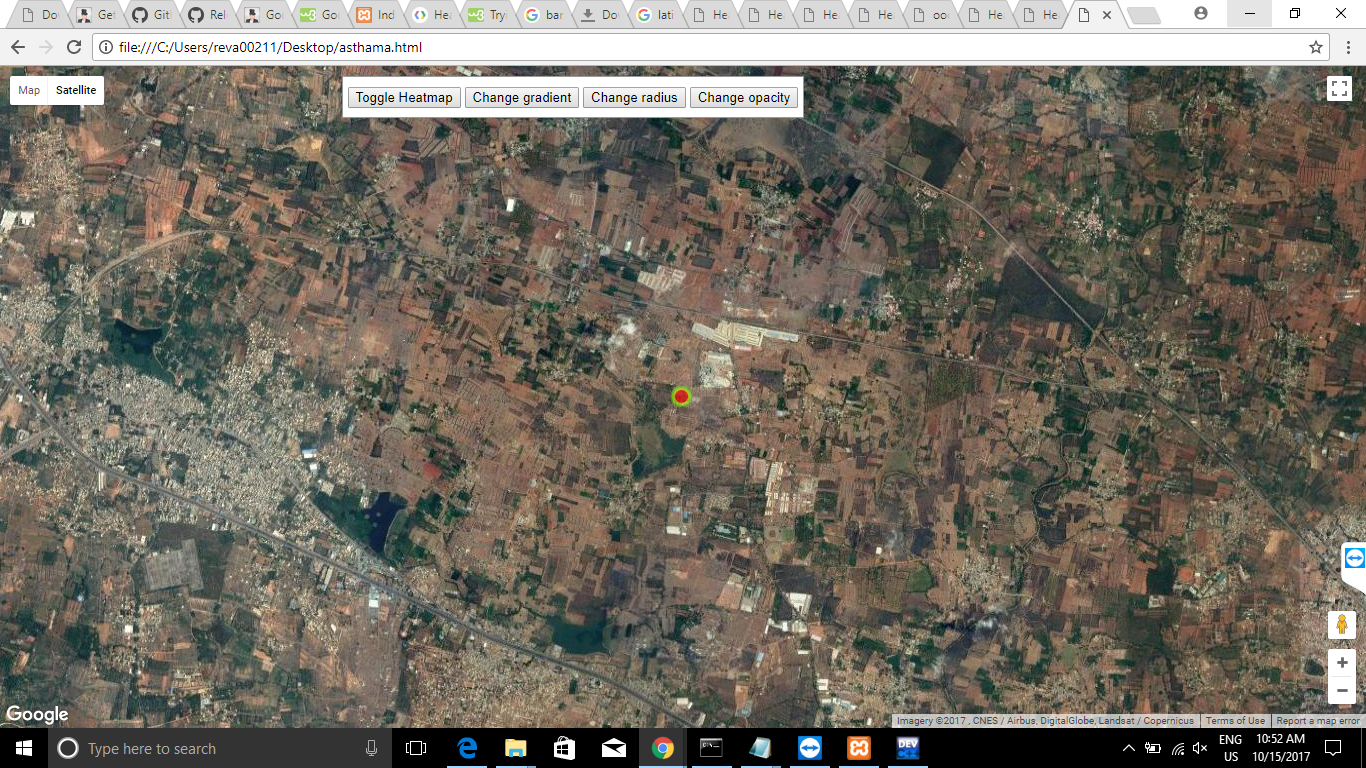 Do
Get
Git
Rel
Go
Go
Ind
Hea
Try
bar
Do
lati
He
He
He
He
ooc
He
He
file:///C:/Users/reva00211/Desktop/asthama.html
Map Satellite
Toggle Heatmap Change gradient Change radius Change opacity
Google
Imagery ©2017 , CNES / Airbus, DigitalGlobe, Landsat / Copernicus Terms of Use Report a map error
Type here to search
DEV
ENG
US
10:52 AM
10/15/2017